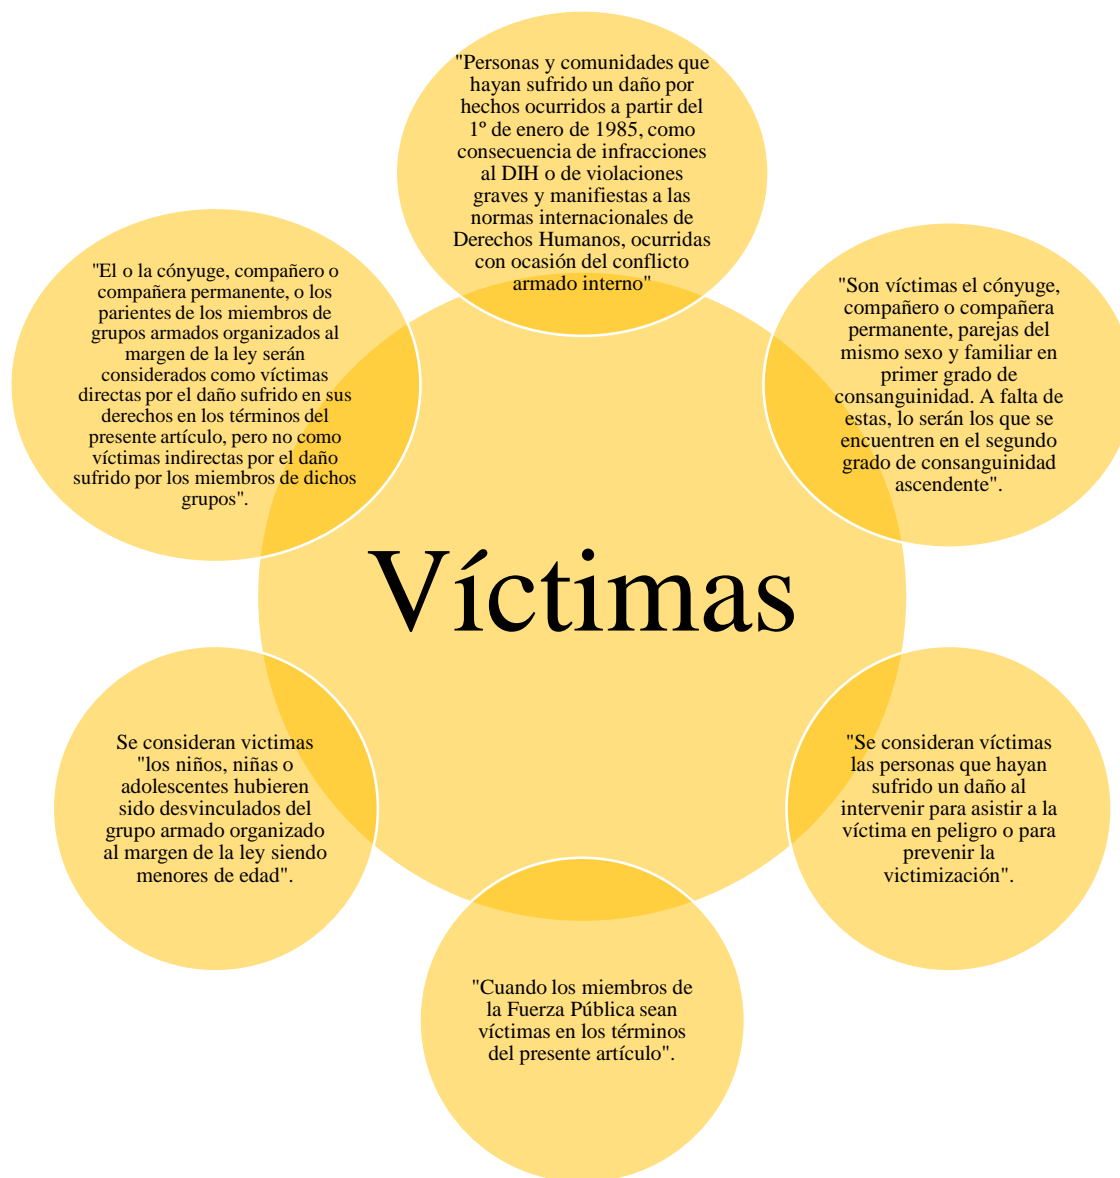 "Personas y comunidades que
hayan sufrido un daño por
hechos ocurridos a partir del
1º de enero de 1985, como
consecuencia de infracciones
al DIH o de violaciones
graves y manifiestas a las
normas internacionales de
Derechos Humanos, ocurridas
con ocasión del conflicto
armado interno"
"El o la cónyuge, compañero o
compañera permanente, o los
parientes de los miembros de
grupos armados organizados al
margen de la ley serán
considerados como víctimas
directas por el daño sufrido en sus
derechos en los términos del
presente artículo, pero no como
víctimas indirectas por el daño
sufrido por los miembros de dichos
grupos".
"Son víctimas el cónyuge,
compañero o compañera
permanente, parejas del
mismo sexo y familiar en
primer grado de
consanguinidad. A falta de
estas, lo serán los que se
encuentren en el segundo
grado de consanguinidad
ascendente".
Víctimas
Se consideran victimas
"los niños, niñas o
adolescentes hubieren
sido desvinculados del
grupo armado organizado
al margen de la ley siendo
menores de edad".
"Se consideran víctimas
las personas que hayan
sufrido un daño al
intervenir para asistir a la
víctima en peligro o para
prevenir la
victimización".
"Cuando los miembros de
la Fuerza Pública sean
víctimas en los términos
del presente artículo".